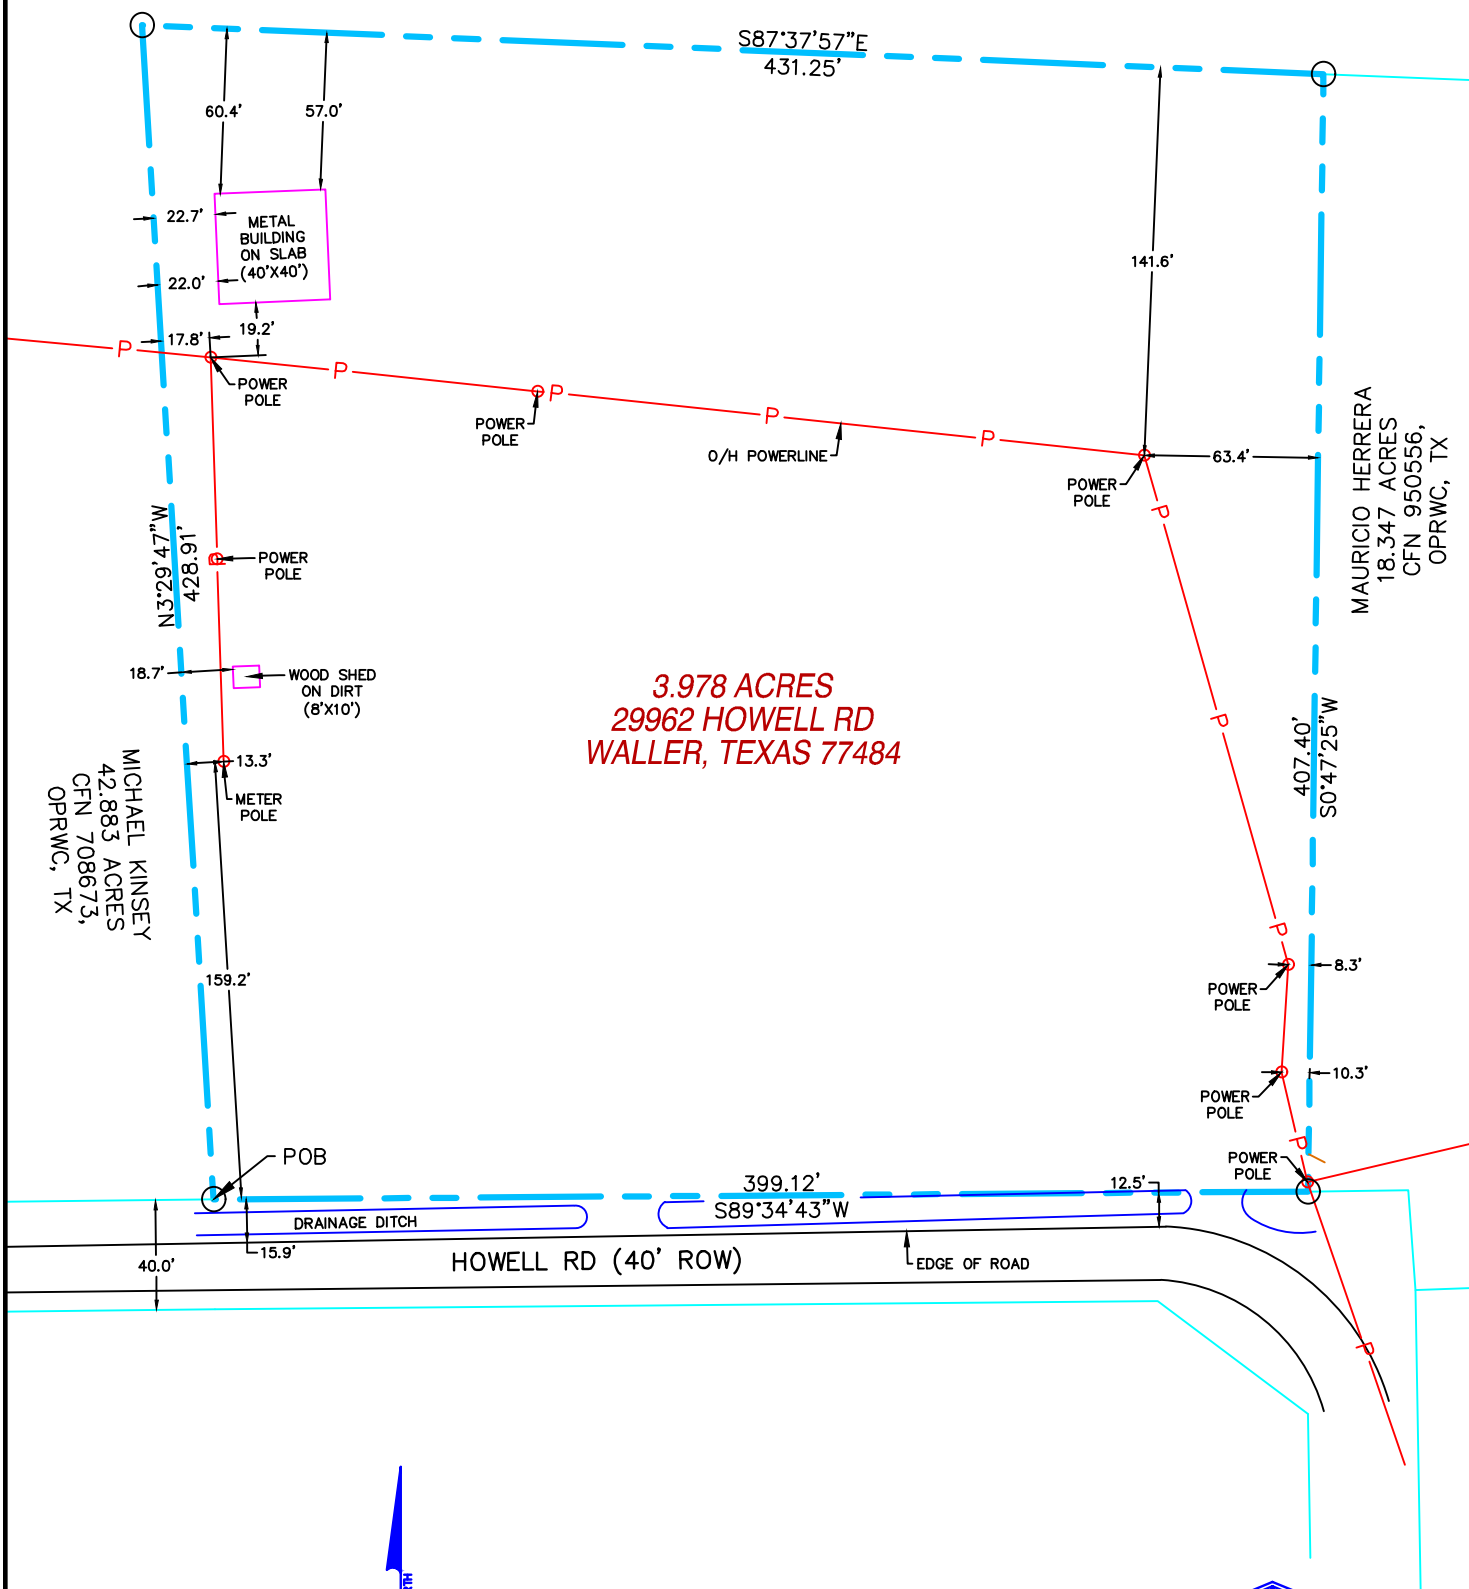 S87°37'57"E
431.25'
60.4'
57.0'
22.7'
METAL
BUILDING
ON SLAB
(40'X40')
22.0'
141.6'
17.8'
19.2'
P
P
POWER
POLE
P
POWER
POLE
P
P
O/H POWERLINE
63.4'
POWER
POLE
P
MAURICIO HERRERA
18.347 ACRES
CFN 950556,
OPRWC, TX
N3°29'47"W
428.91'
P
POWER
POLE
18.7'
WOOD SHED
ON DIRT
(8'X10')
3.978 ACRES
29962 HOWELL RD
WALLER, TEXAS 77484
P
407.40'
S0°47'25"W
13.3'
METER
POLE
MICHAEL KINSEY
42.883 ACRES
CFN 708673,
OPRWC, TX
P
8.3'
POWER
POLE
159.2'
10.3'
POWER
POLE
P
POB
POWER
POLE
399.12'
S89°34'43"W
12.5'
DRAINAGE DITCH
15.9'
40.0'
HOWELL RD (40' ROW)
EDGE OF ROAD
P